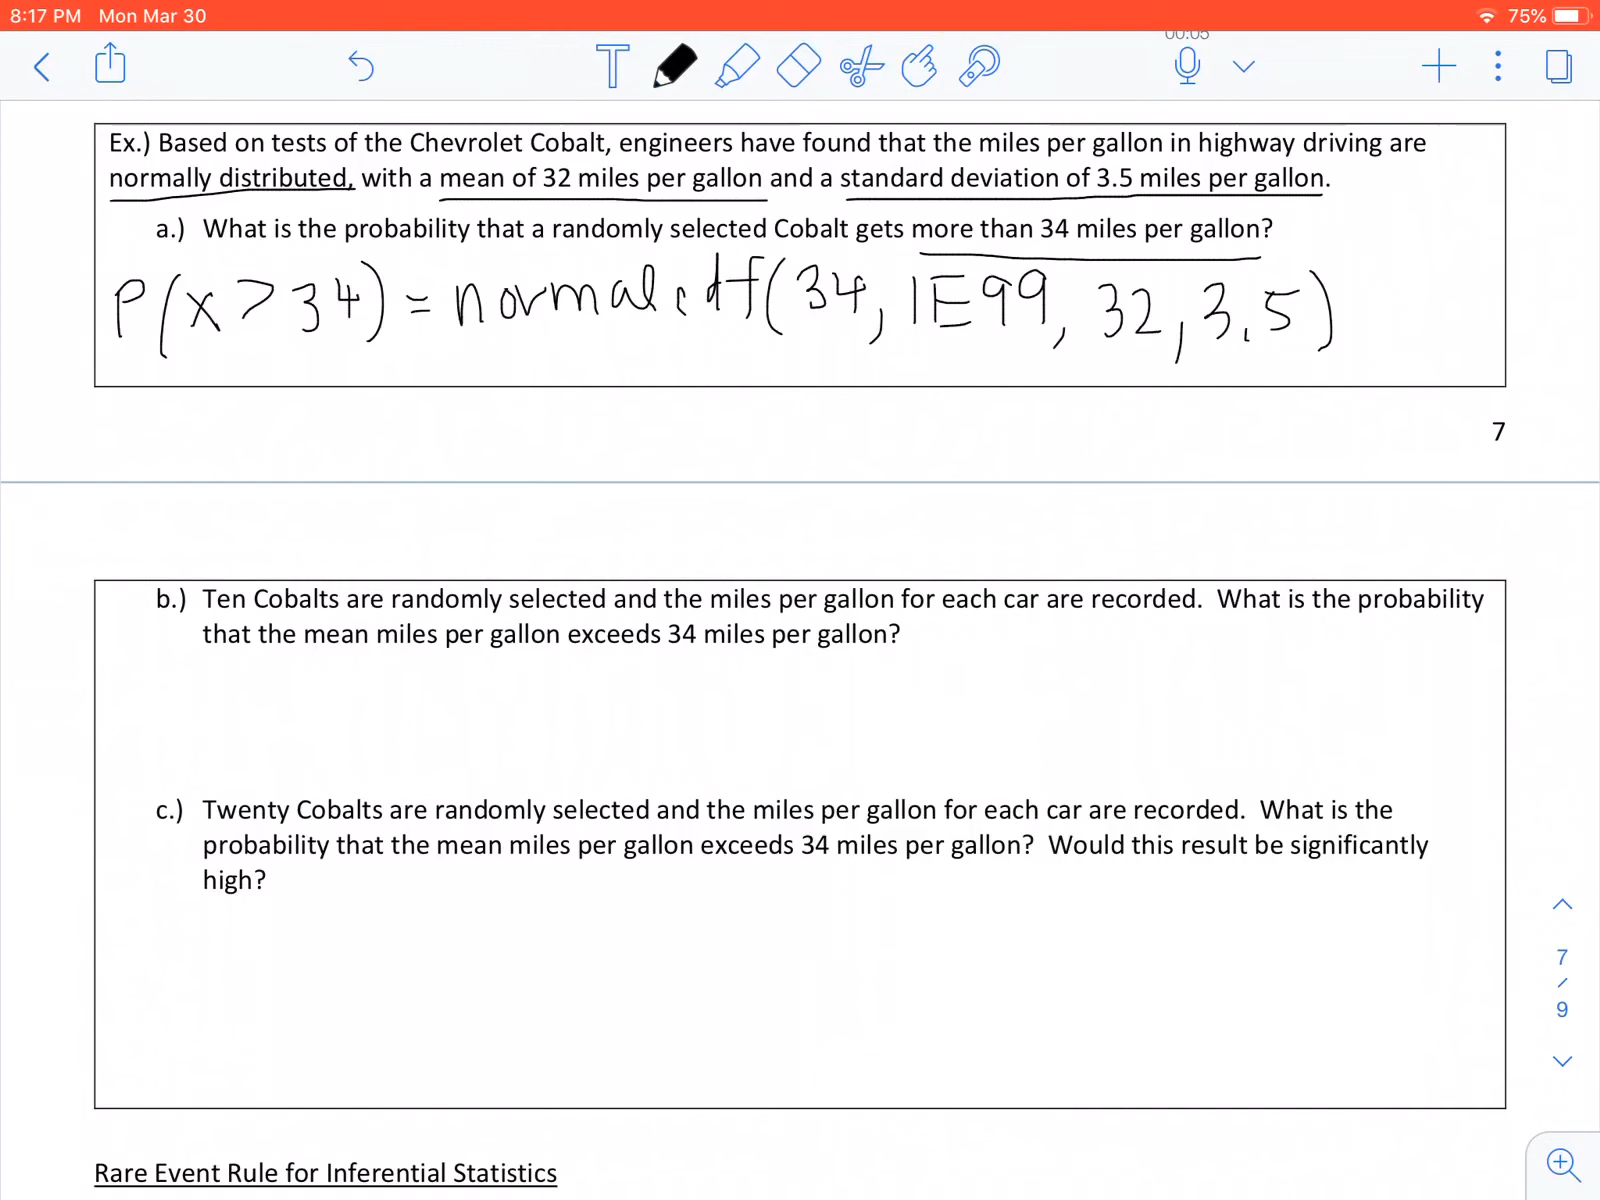 8:17 PM Mon Mar 30 75%
00:05
Ex.) Based on tests of the Chevrolet Cobalt, engineers have found that the miles per gallon in highway driving are
normally distributed, with a mean of 32 miles per gallon and a standard deviation of 3.5 miles per gallon.
a.) What is the probability that a randomly selected Cobalt gets more than 34 miles per gallon?
P(x > 34) = normalcdf(34, 1E99, 32, 3.5)
7
b.) Ten Cobalts are randomly selected and the miles per gallon for each car are recorded. What is the probability
that the mean miles per gallon exceeds 34 miles per gallon?
c.) Twenty Cobalts are randomly selected and the miles per gallon for each car are recorded. What is the
probability that the mean miles per gallon exceeds 34 miles per gallon? Would this result be significantly
high?
7
/
9
Rare Event Rule for Inferential Statistics